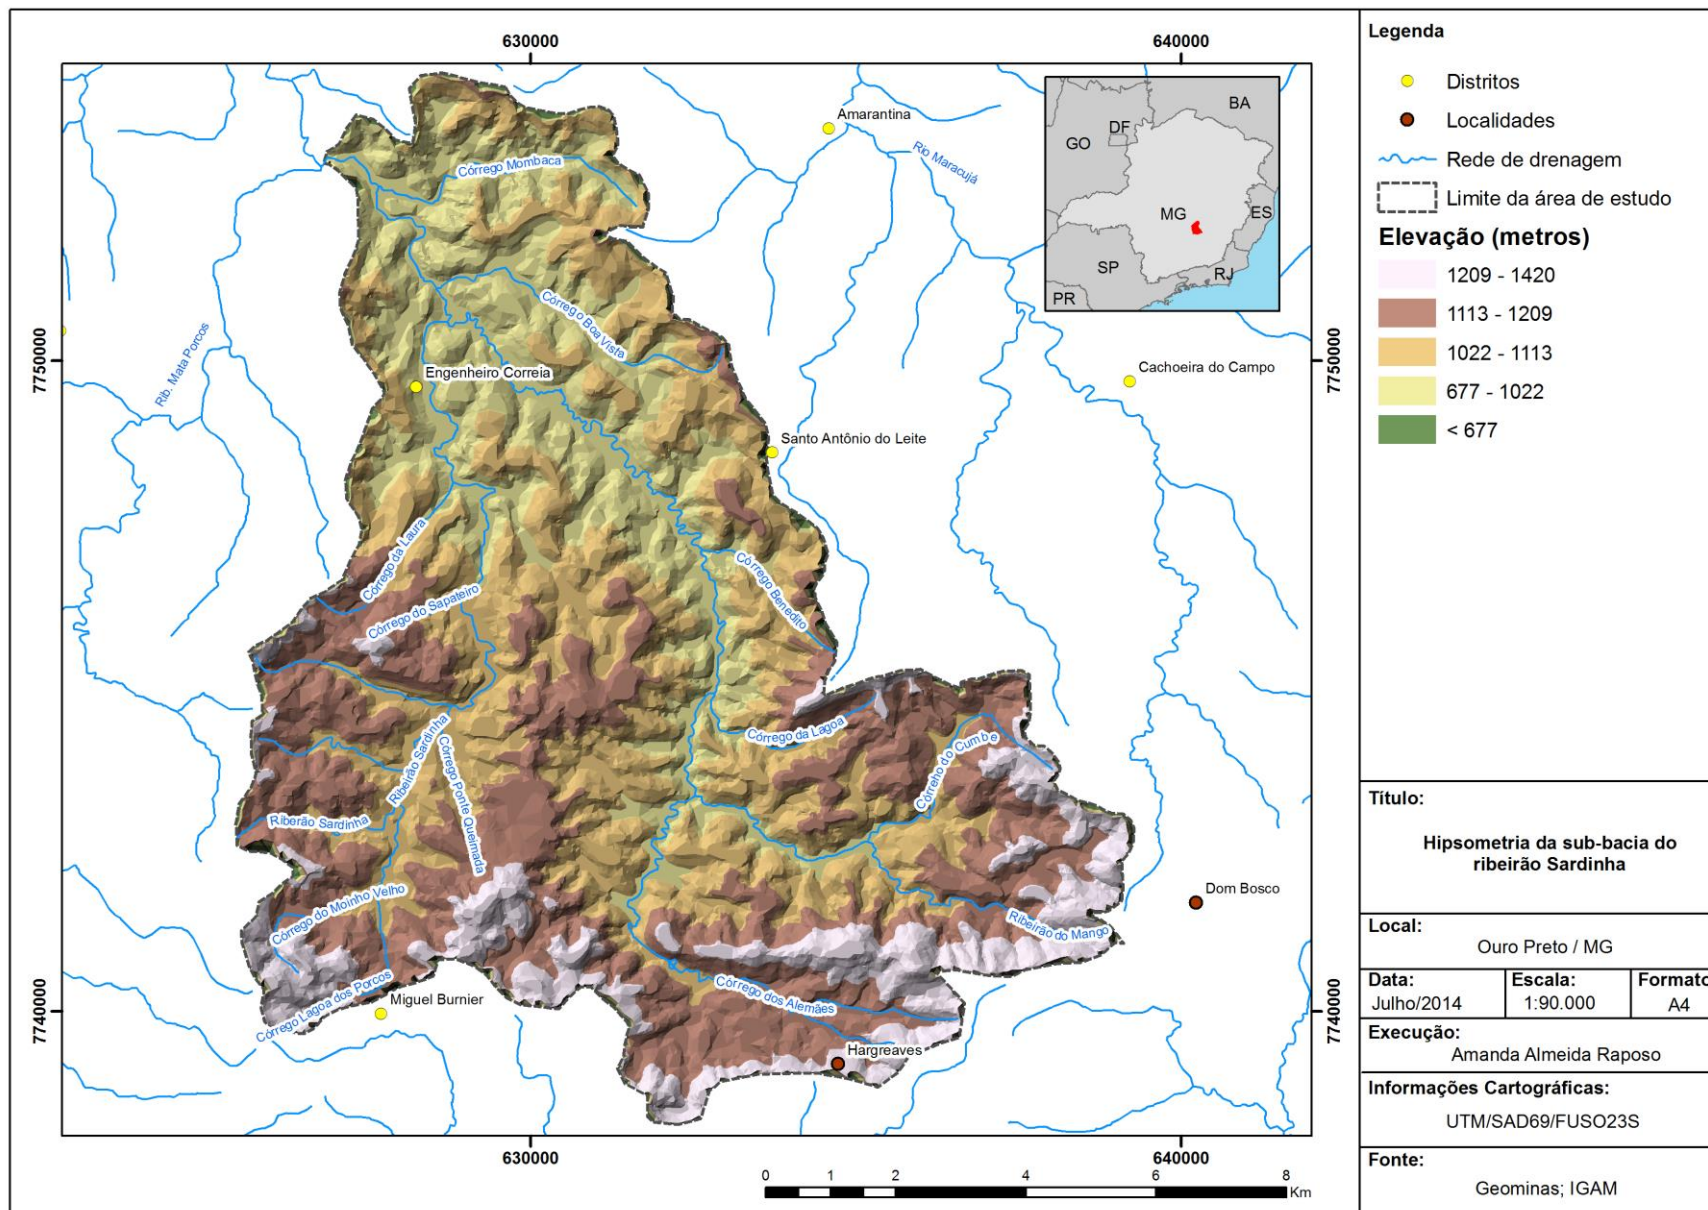 630000
640000
7750000
7740000
7750000
7740000
630000
640000
Amarantina
Rio Maracujá
Córrego Mombaca
Córrego Boa Vista
Rib. Mata Porcos
Engenheiro Correia
Cachoeira do Campo
Santo Antônio do Leite
Córrego da Laura
Córrego do Sapateiro
Córrego Benedito
Córrego da Lagoa
Córreho do Cumbe
Ribeirão Sardinha
Córrego Ponte Queimada
Riberão Sardinha
Córrego do Moinho Velho
Dom Bosco
Ribeirão do Mango
Córrego dos Alemães
Córrego Lagoa dos Porcos
Miguel Burnier
Hargreaves
BA
DF
GO
MG
ES
SP
RJ
PR
0 1 2 4 6 8
Km
Legenda
Distritos
Localidades
Rede de drenagem
Limite da área de estudo
Elevação (metros)
1209 - 1420
1113 - 1209
1022 - 1113
677 - 1022
< 677
Título:
Hipsometria da sub-bacia do
ribeirão Sardinha
Local:
Ouro Preto / MG
Data:
Julho/2014
Escala:
1:90.000
Formato
A4
Execução:
Amanda Almeida Raposo
Informações Cartográficas:
UTM/SAD69/FUSO23S
Fonte:
Geominas; IGAM